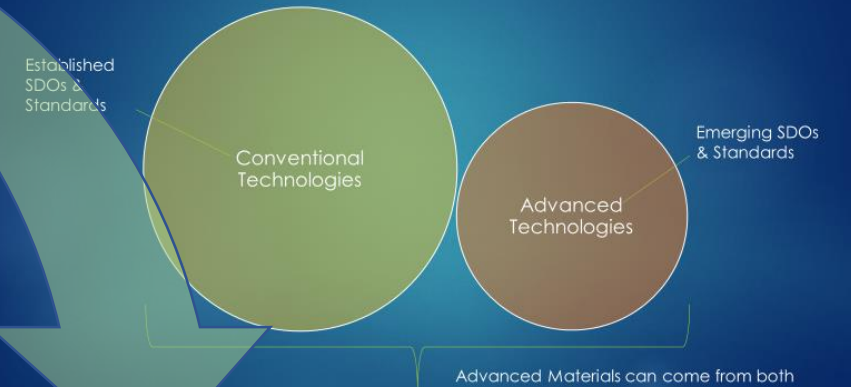 Established
SDOs &
Standards
Conventional
Technologies
Emerging SDOs
& Standards
Advanced
Technologies
Advanced Materials can come from both